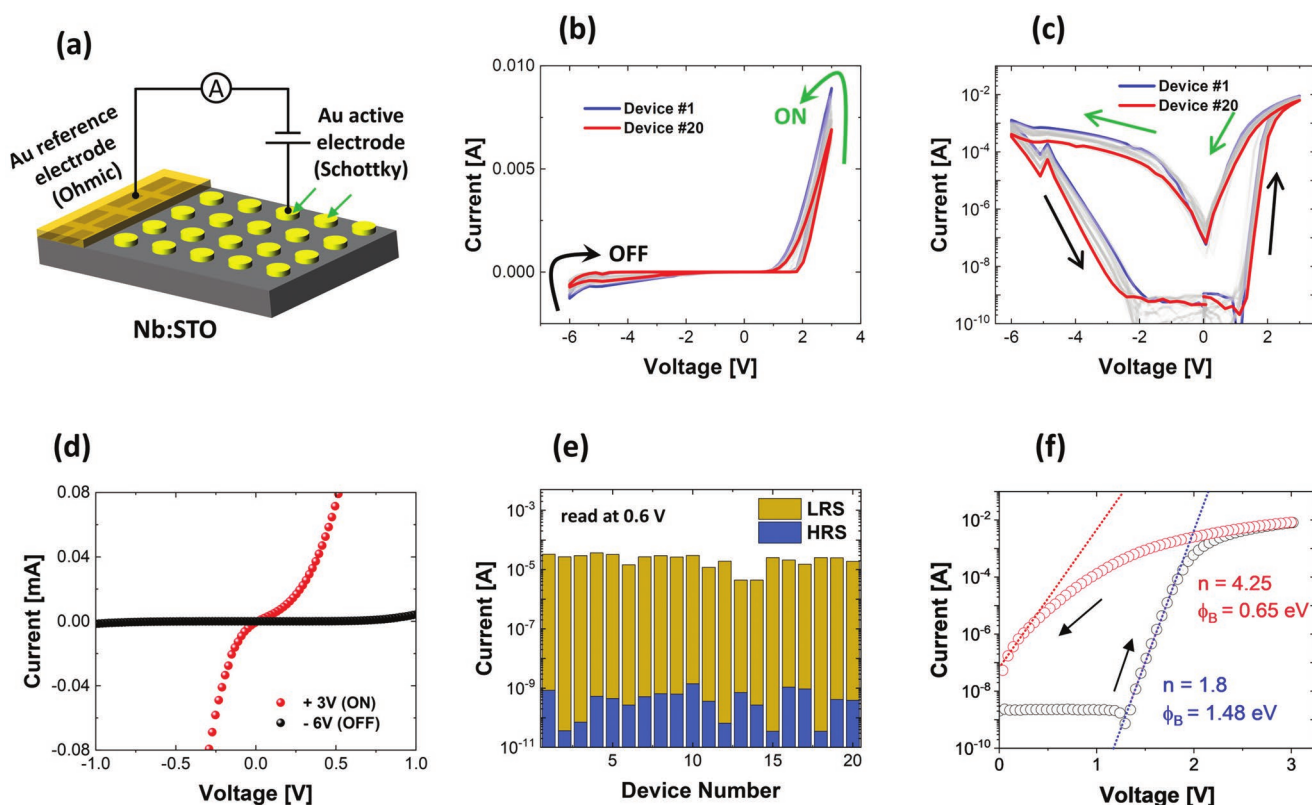 (a)
A
Au reference
electrode
(Ohmic)
Au active
electrode
(Schottky)
Nb:STO
(b)
0.010
0.005
0.000
Current [A]
Device #1
Device #20
ON
OFF
-6 -4 -2 0 2 4
Voltage [V]
(c)
10⁻²
10⁻⁴
10⁻⁶
10⁻⁸
10⁻¹⁰
Current [A]
Device #1
Device #20
-6 -4 -2 0 2
Voltage [V]
(d)
0.08
0.04
0.00
-0.04
-0.08
Current [mA]
+ 3V (ON)
- 6V (OFF)
-1.0 -0.5 0.0 0.5 1.0
Voltage [V]
(e)
10⁻³
10⁻⁵
10⁻⁷
10⁻⁹
10⁻¹¹
Current [A]
read at 0.6 V
LRS
HRS
0 5 10 15 20
Device Number
(f)
10⁻²
10⁻⁴
10⁻⁶
10⁻⁸
10⁻¹⁰
Current [A]
n = 4.25
ϕB = 0.65 eV
n = 1.8
ϕB = 1.48 eV
0 1 2 3
Voltage [V]